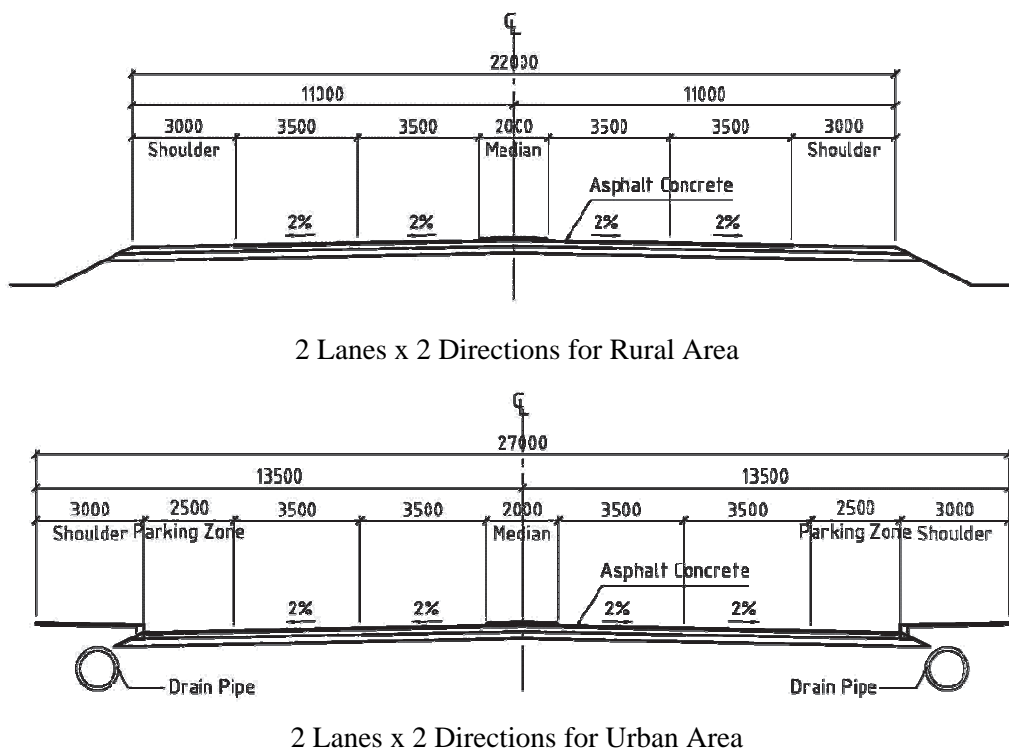 ℄
22000
11000 11000
3000 3500 3500 2000 3500 3500 3000
Shoulder Median Shoulder
Asphalt Concrete
2% 2% 2% 2%
2 Lanes x 2 Directions for Rural Area
℄
27000
13500 13500
3000 2500 3500 3500 2000 3500 3500 2500 3000
Shoulder Parking Zone Median Parking Zone Shoulder
Asphalt Concrete
2% 2% 2% 2%
Drain Pipe Drain Pipe
2 Lanes x 2 Directions for Urban Area